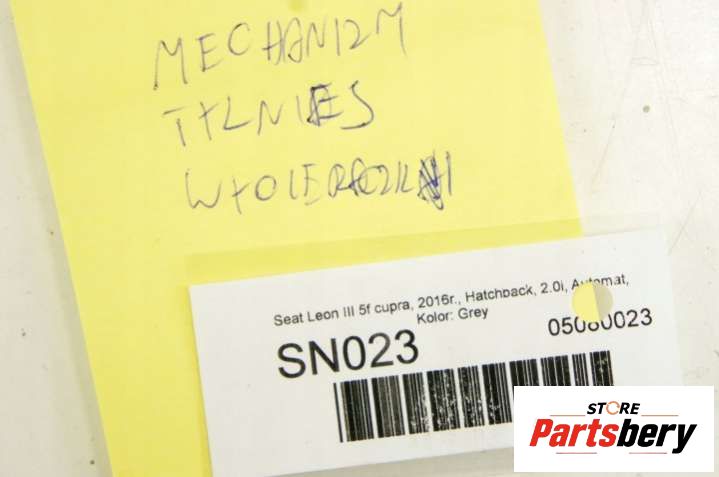 MECHANIZM
Seat Leon III 5f cupra, 2016r., Hatchback, 2.0i, Automat,
Kolor: Grey
SN023
05080023
STORE
Partsbery